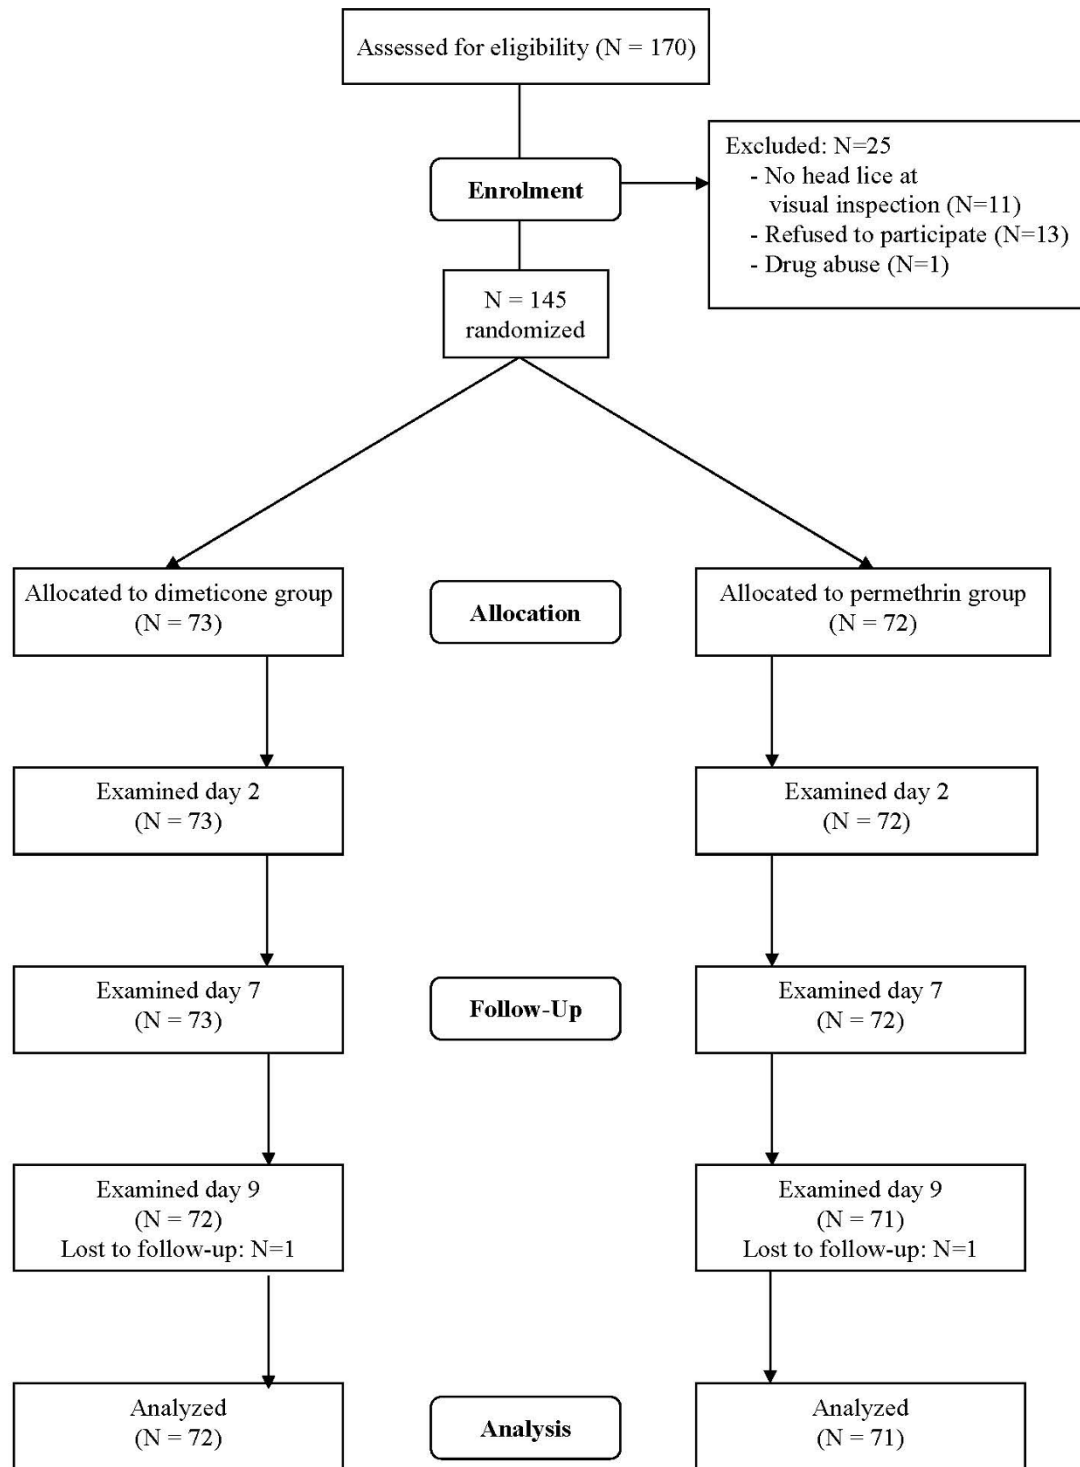 Assessed for eligibility (N = 170)
Enrolment
Excluded: N=25
- No head lice at
visual inspection (N=11)
- Refused to participate (N=13)
- Drug abuse (N=1)
N = 145
randomized
Allocated to dimeticone group
(N = 73)
Allocation
Allocated to permethrin group
(N = 72)
Examined day 2
(N = 73)
Examined day 2
(N = 72)
Examined day 7
(N = 73)
Follow-Up
Examined day 7
(N = 72)
Examined day 9
(N = 72)
Lost to follow-up: N=1
Examined day 9
(N = 71)
Lost to follow-up: N=1
Analyzed
(N = 72)
Analysis
Analyzed
(N = 71)